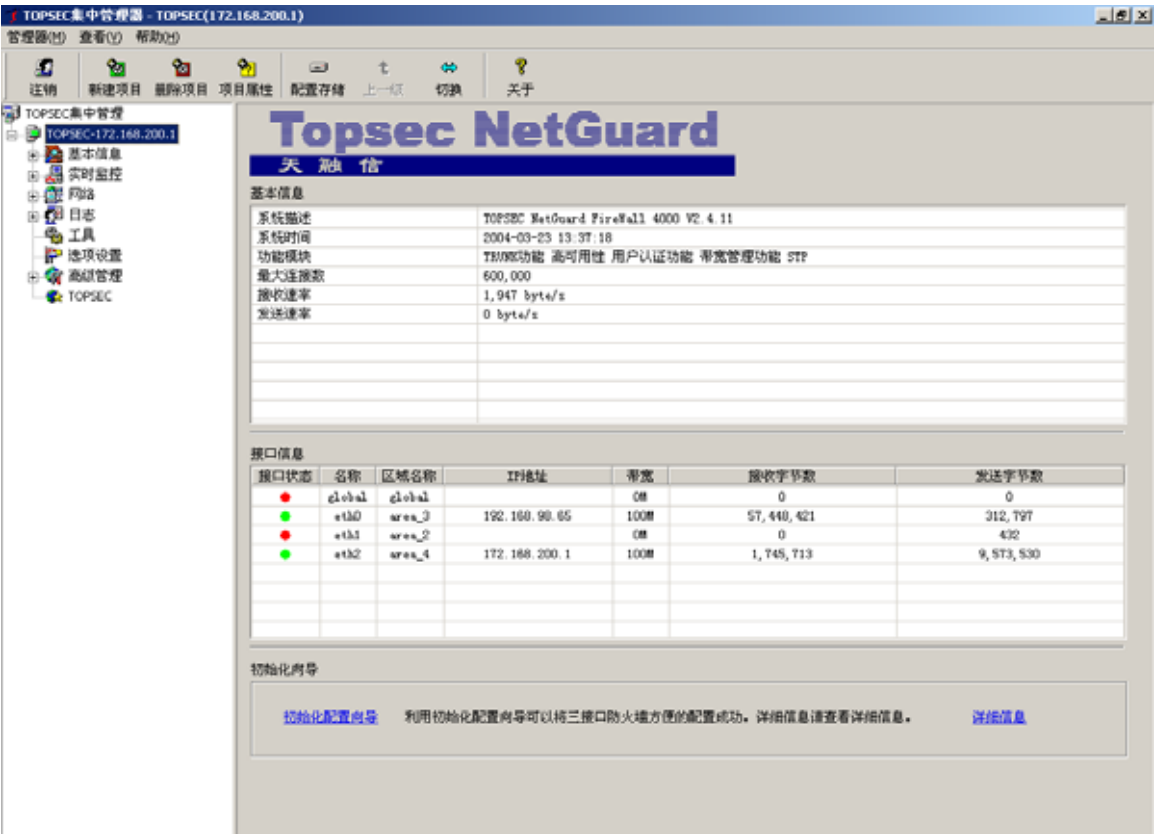 TOPSEC集中管理器 - TOPSEC(172.168.200.1)
管理器(M) 查看(V) 帮助(H)
注销 新建项目 删除项目 项目属性 配置存储 上一级 切换 关于
TOPSEC集中管理
TOPSEC-172.168.200.1
基本信息
实时监控
网络
日志
工具
选项设置
高级管理
TOPSEC
Topsec NetGuard
天融信
基本信息
系统描述 TOPSEC NetGuard FireWall 4000 V2.4.11
系统时间 2004-03-23 13:37:18
功能模块 TRUNK功能 高可用性 用户认证功能 带宽管理功能 STP
最大连接数 600,000
接收速率 1,947 byte/s
发送速率 0 byte/s
接口信息
接口状态 名称 区域名称 IP地址 带宽 接收字节数 发送字节数
global global 0M 0 0
eth0 area_3 192.168.98.65 100M 57,448,421 312,797
eth1 area_2 0M 0 432
eth2 area_4 172.168.200.1 100M 1,745,713 9,573,530
初始化向导
初始化配置向导 利用初始化配置向导可以将三接口防火墙方便的配置成功。详细信息请查看详细信息。 详细信息